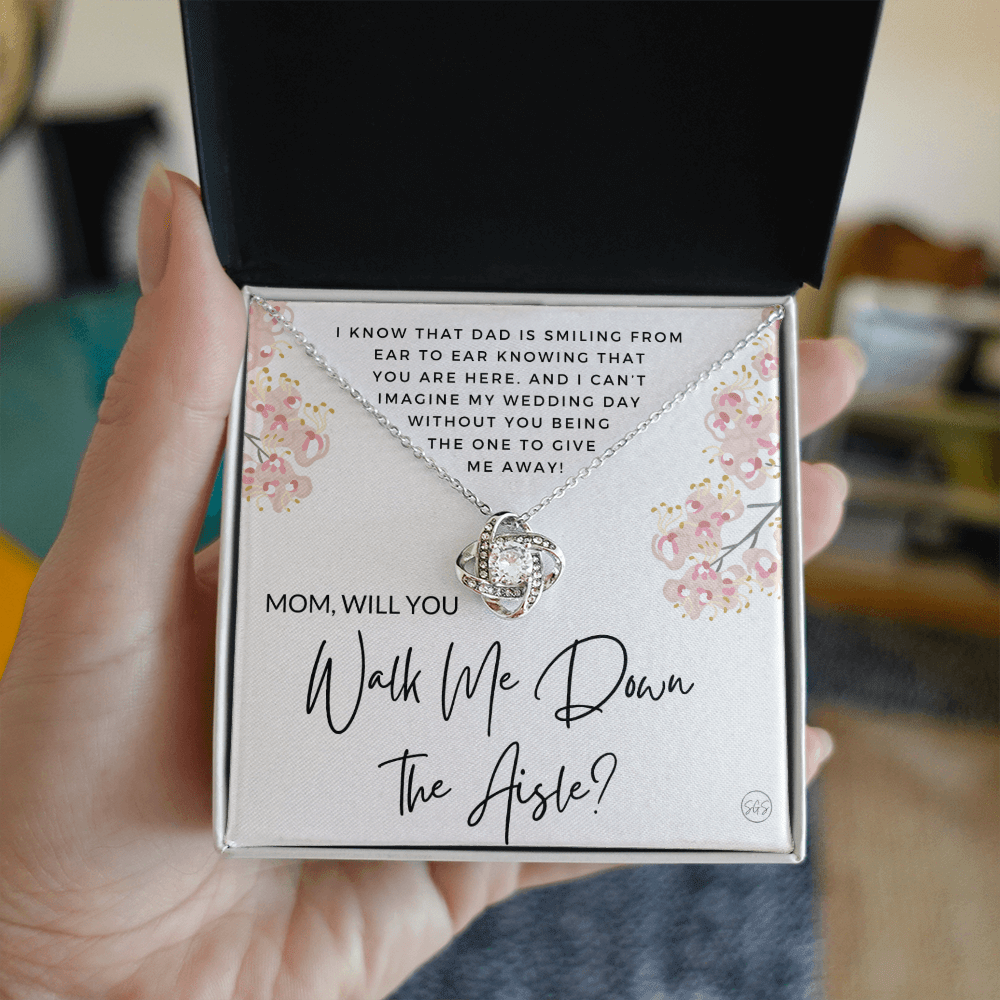 I KNOW THAT DAD IS SMILING FROM
EAR TO EAR KNOWING THAT
YOU ARE HERE. AND I CAN'T
IMAGINE MY WEDDING DAY
WITHOUT YOU BEING
THE ONE TO GIVE
ME AWAY!
MOM, WILL YOU
Walk Me Down
The Aisle?
SGS